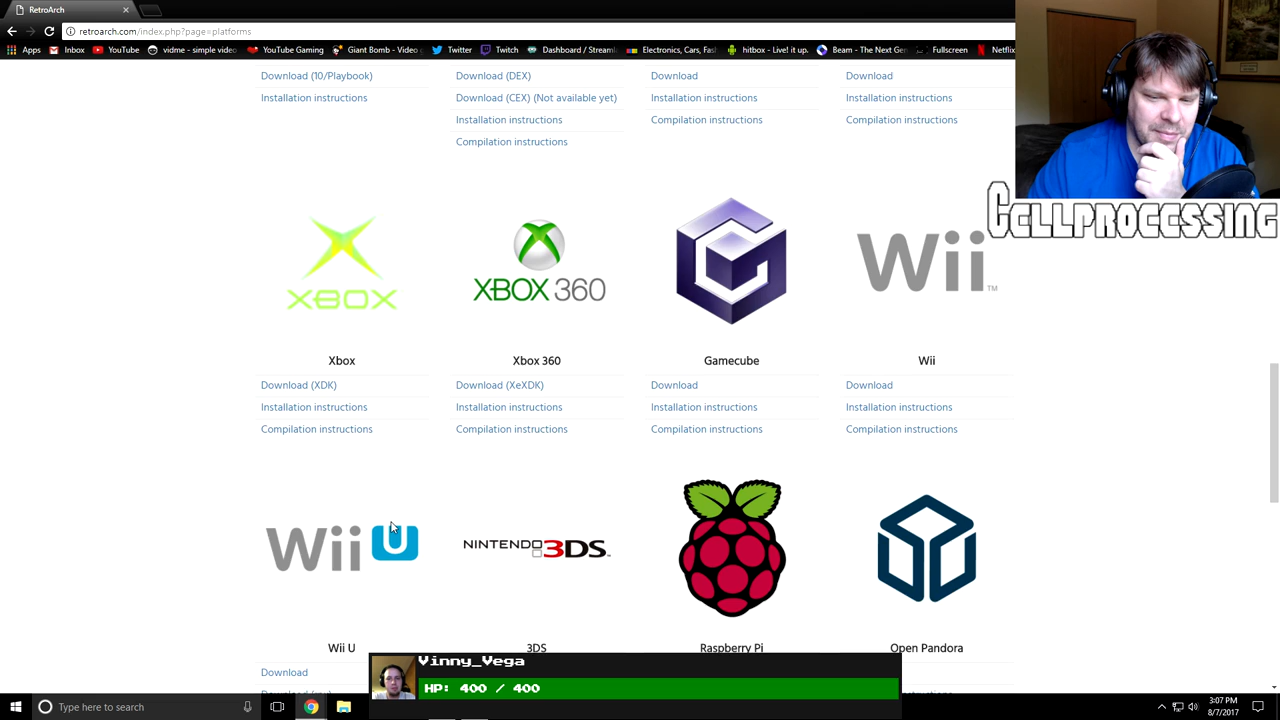 RetroArch
retroarch.com/index.php?page=platforms
Apps Inbox YouTube vidme - simple video YouTube Gaming Giant Bomb - Video g Twitter Twitch Dashboard / Streaml Electronics, Cars, Fas hitbox - Live it up. Beam - The Next Gen Fullscreen Netflix
Download (10/Playbook) Download (DEX) Download Download
Installation instructions Download (CEX) (Not available yet) Installation instructions Installation instructions
Installation instructions Compilation instructions Compilation instructions
Compilation instructions
XBOX XBOX 360 Wii TM
CELLPROCESSING
Xbox Xbox 360 Gamecube Wii
Download (XDK) Download (XeXDK) Download Download
Installation instructions Installation instructions Installation instructions Installation instructions
Compilation instructions Compilation instructions Compilation instructions Compilation instructions
Wii U NINTENDO 3DS
Wii U 3DS Raspberry Pi Open Pandora
Download
Vinny_Vega
HP: 400 / 400
Type here to search
3:07 PM
8/7/2017